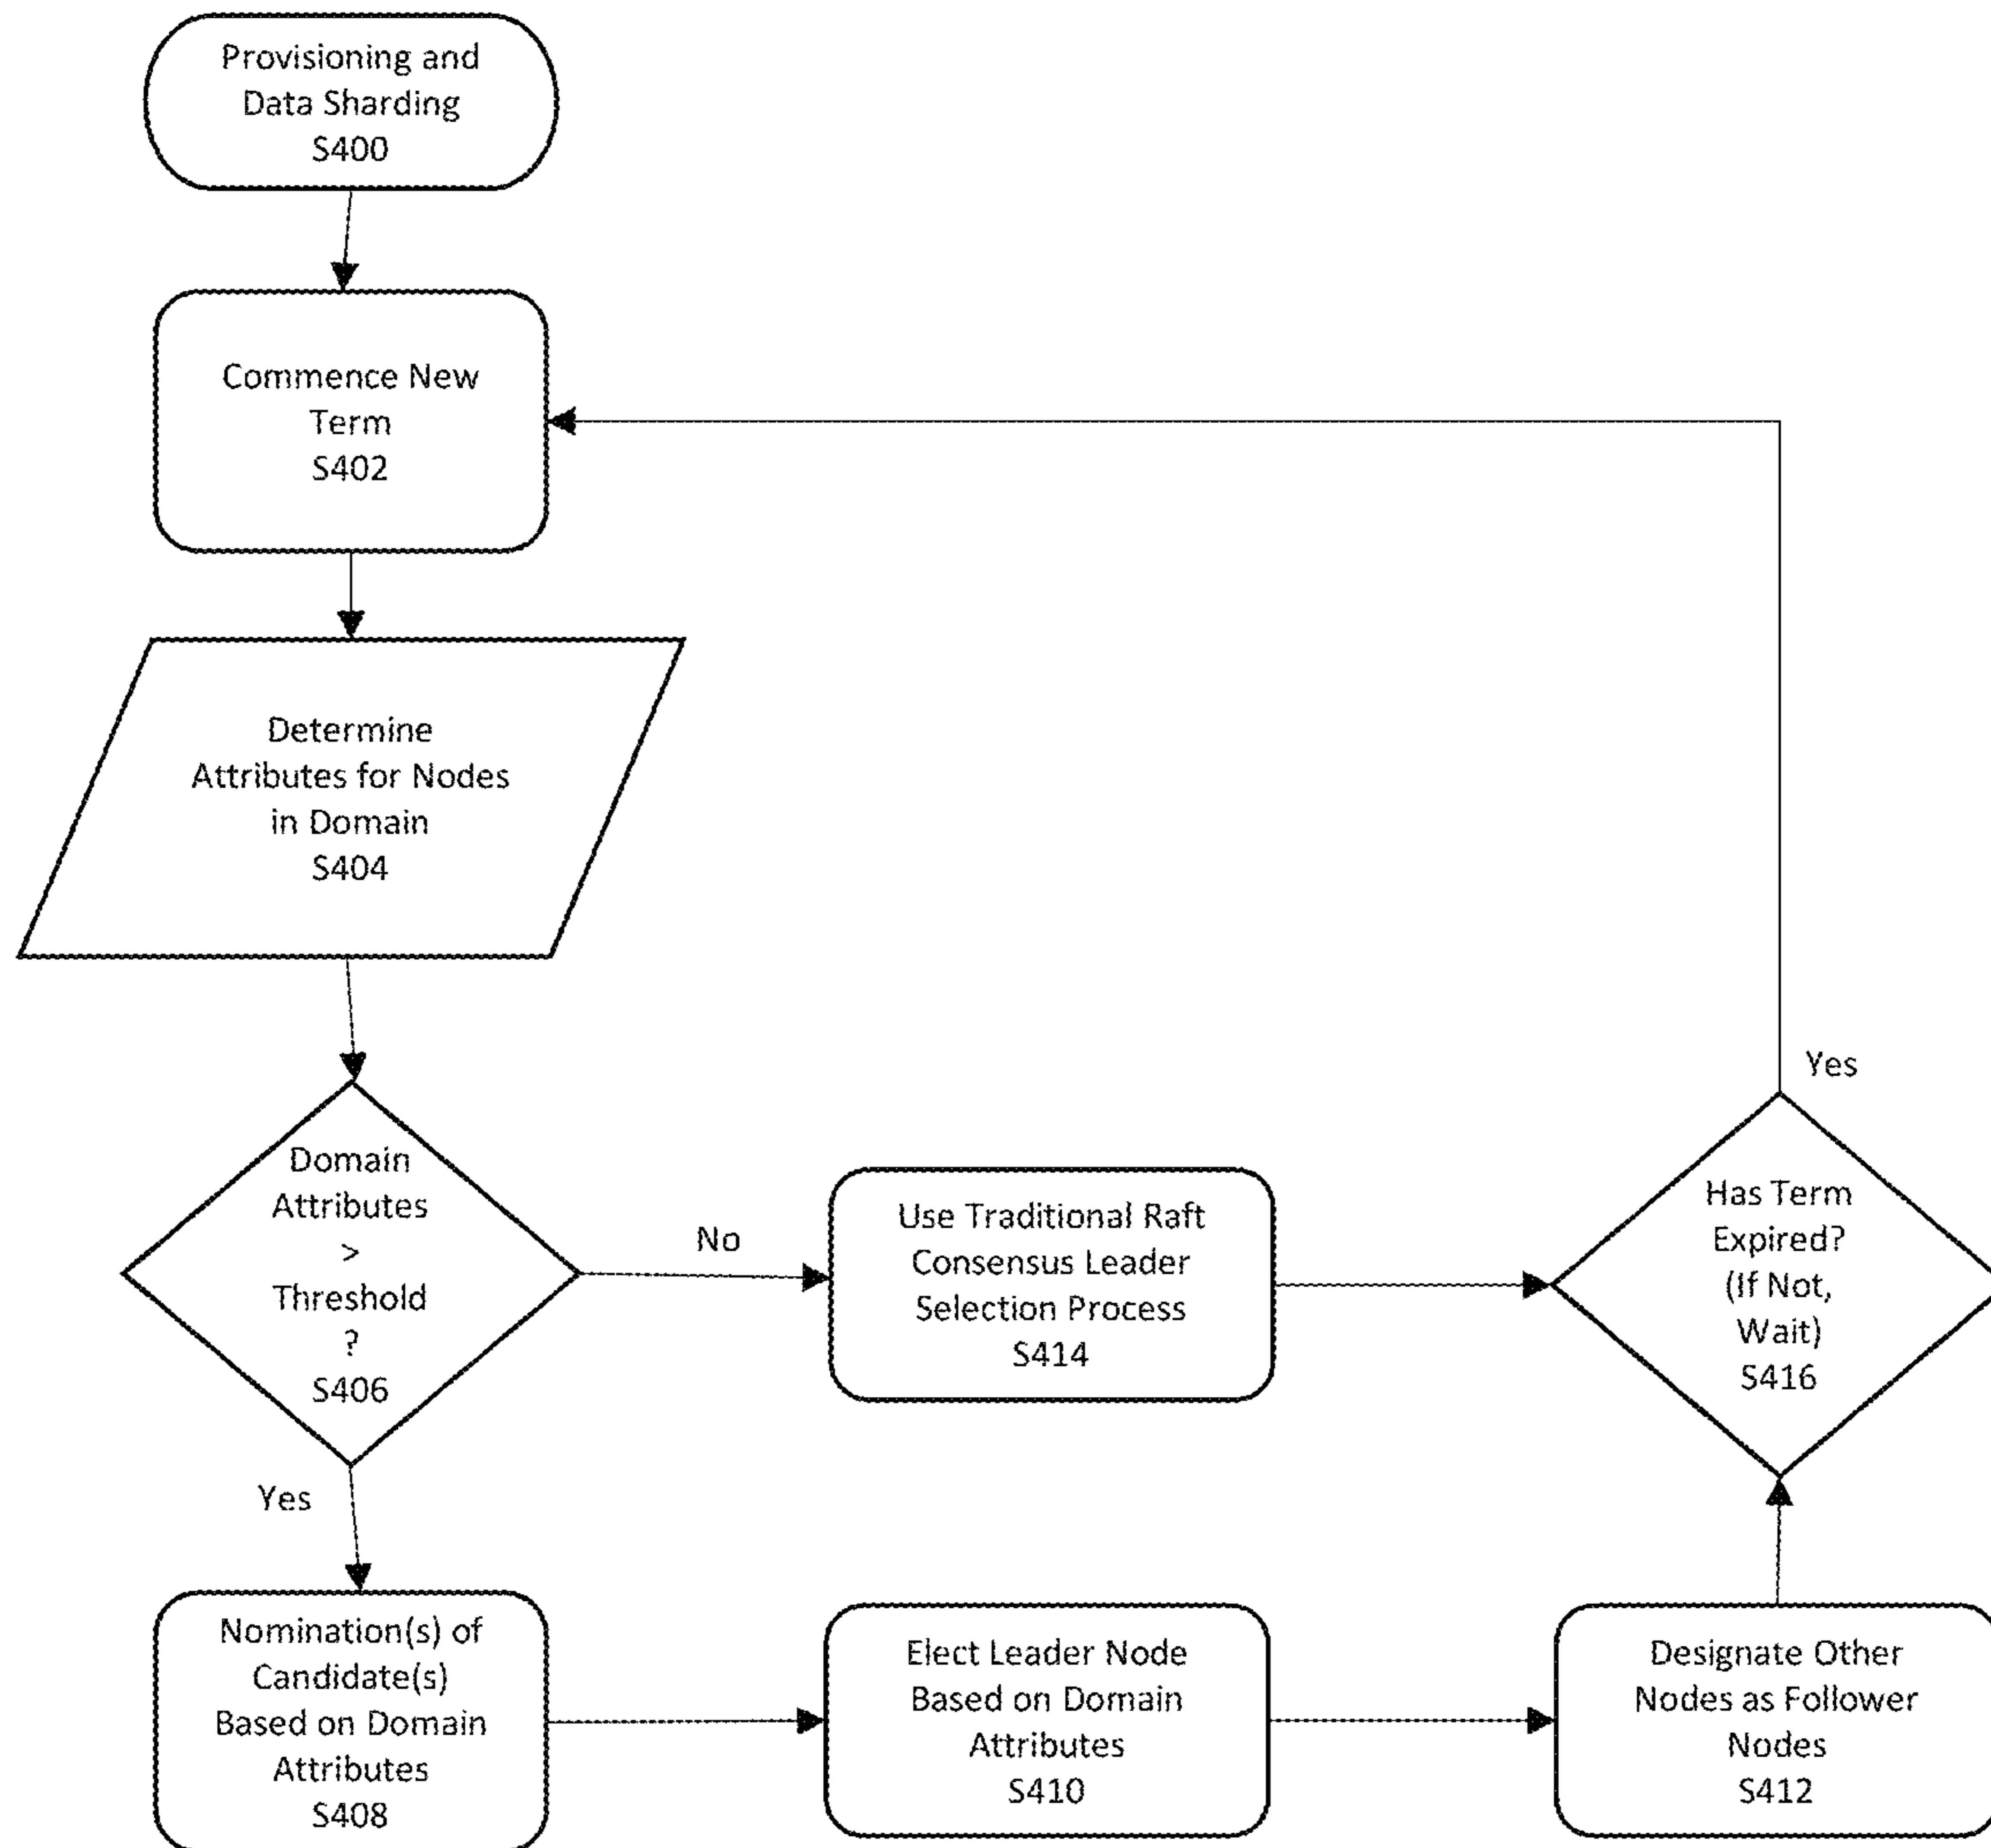 Provisioning and
Data Sharding
S400
Commence New
Term
S402
Determine
Attributes for Nodes
in Domain
S404
Domain
Attributes
>
Threshold
?
S406
No
Yes
Use Traditional Raft
Consensus Leader
Selection Process
S414
Yes
Has Term
Expired?
(If Not,
Wait)
S416
Nomination(s) of
Candidate(s)
Based on Domain
Attributes
S408
Elect Leader Node
Based on Domain
Attributes
S410
Designate Other
Nodes as Follower
Nodes
S412